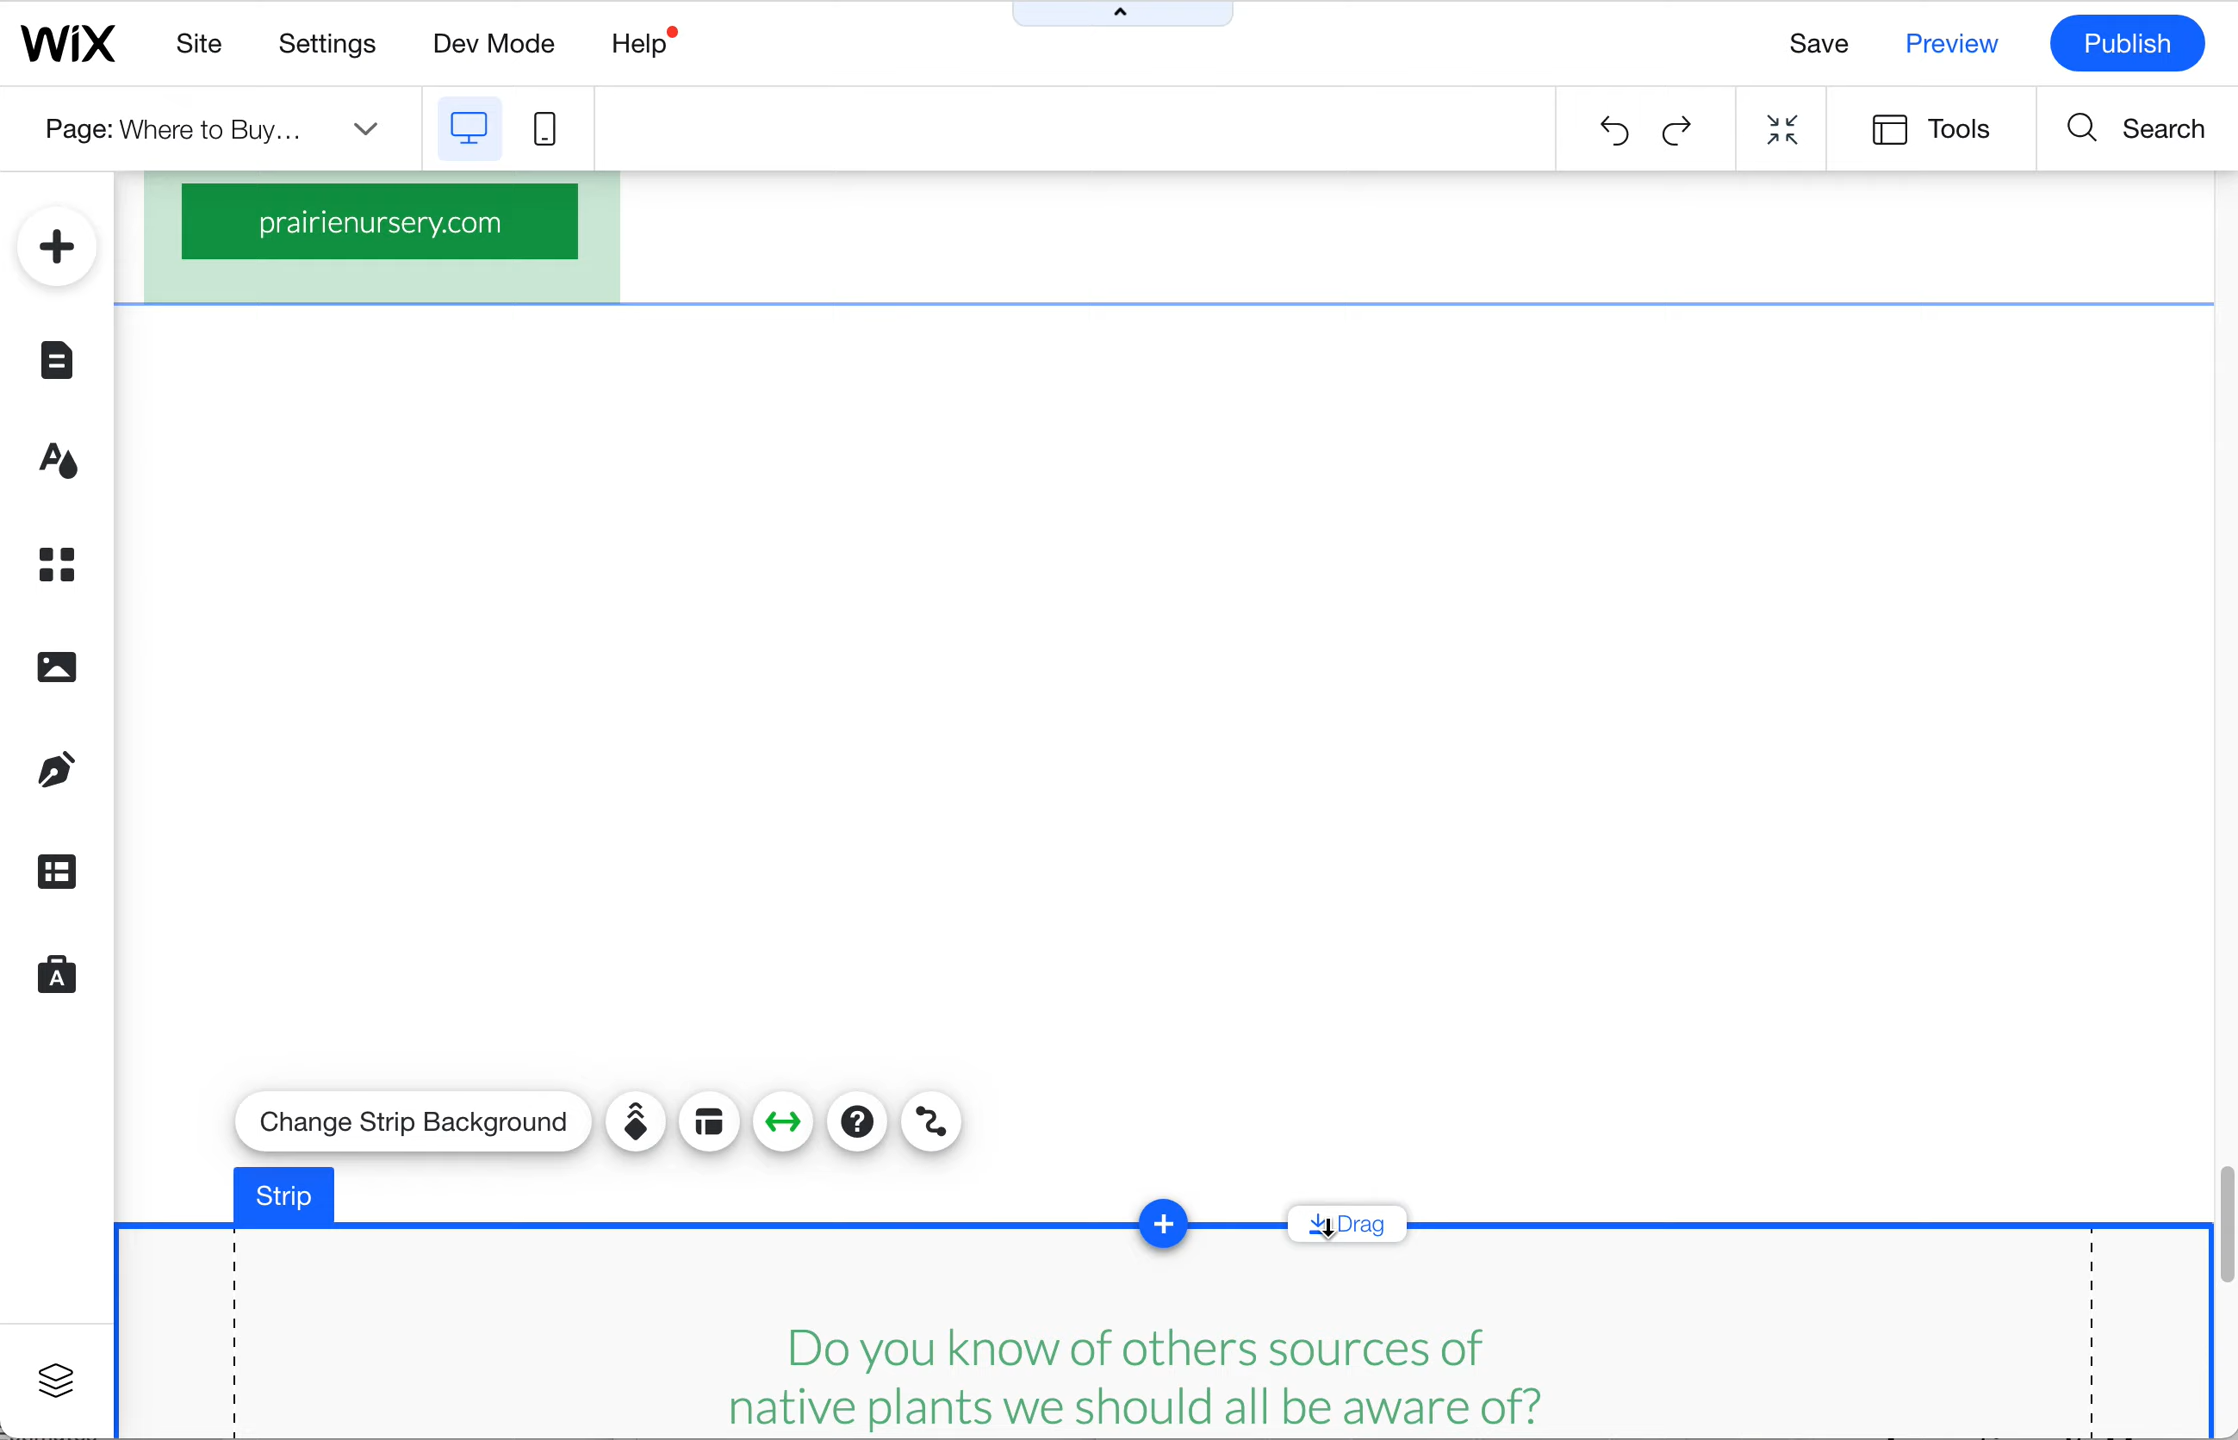 WiX Site Settings Dev Mode Help Save Preview Publish
Page: Where to Buy... Tools Search
prairienursery.com
Change Strip Background
Strip
Drag
Do you know of others sources of
native plants we should all be aware of?